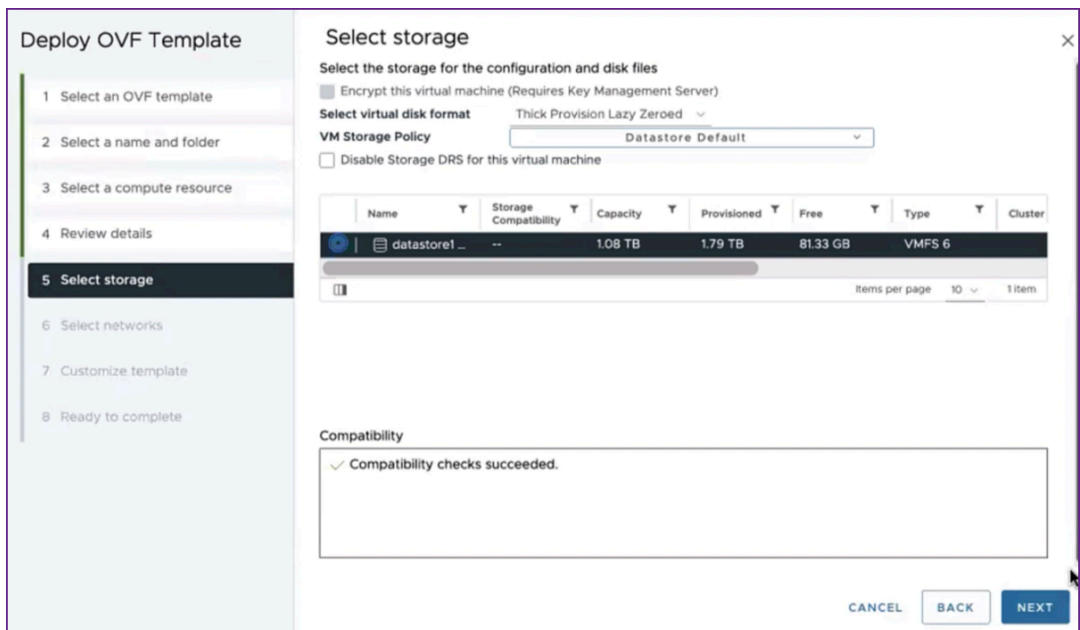 Deploy OVF Template
1 Select an OVF template
2 Select a name and folder
3 Select a compute resource
4 Review details
5 Select storage
6 Select networks
7 Customize template
8 Ready to complete
Select storage
Select the storage for the configuration and disk files
Encrypt this virtual machine (Requires Key Management Server)
Select virtual disk format Thick Provision Lazy Zeroed
VM Storage Policy Datastore Default
Disable Storage DRS for this virtual machine
Name Storage Compatibility Capacity Provisioned Free Type Cluster
datastore1 ... -- 1.08 TB 1.79 TB 81.33 GB VMFS 6
Items per page 10 1 item
Compatibility
Compatibility checks succeeded.
CANCEL BACK NEXT